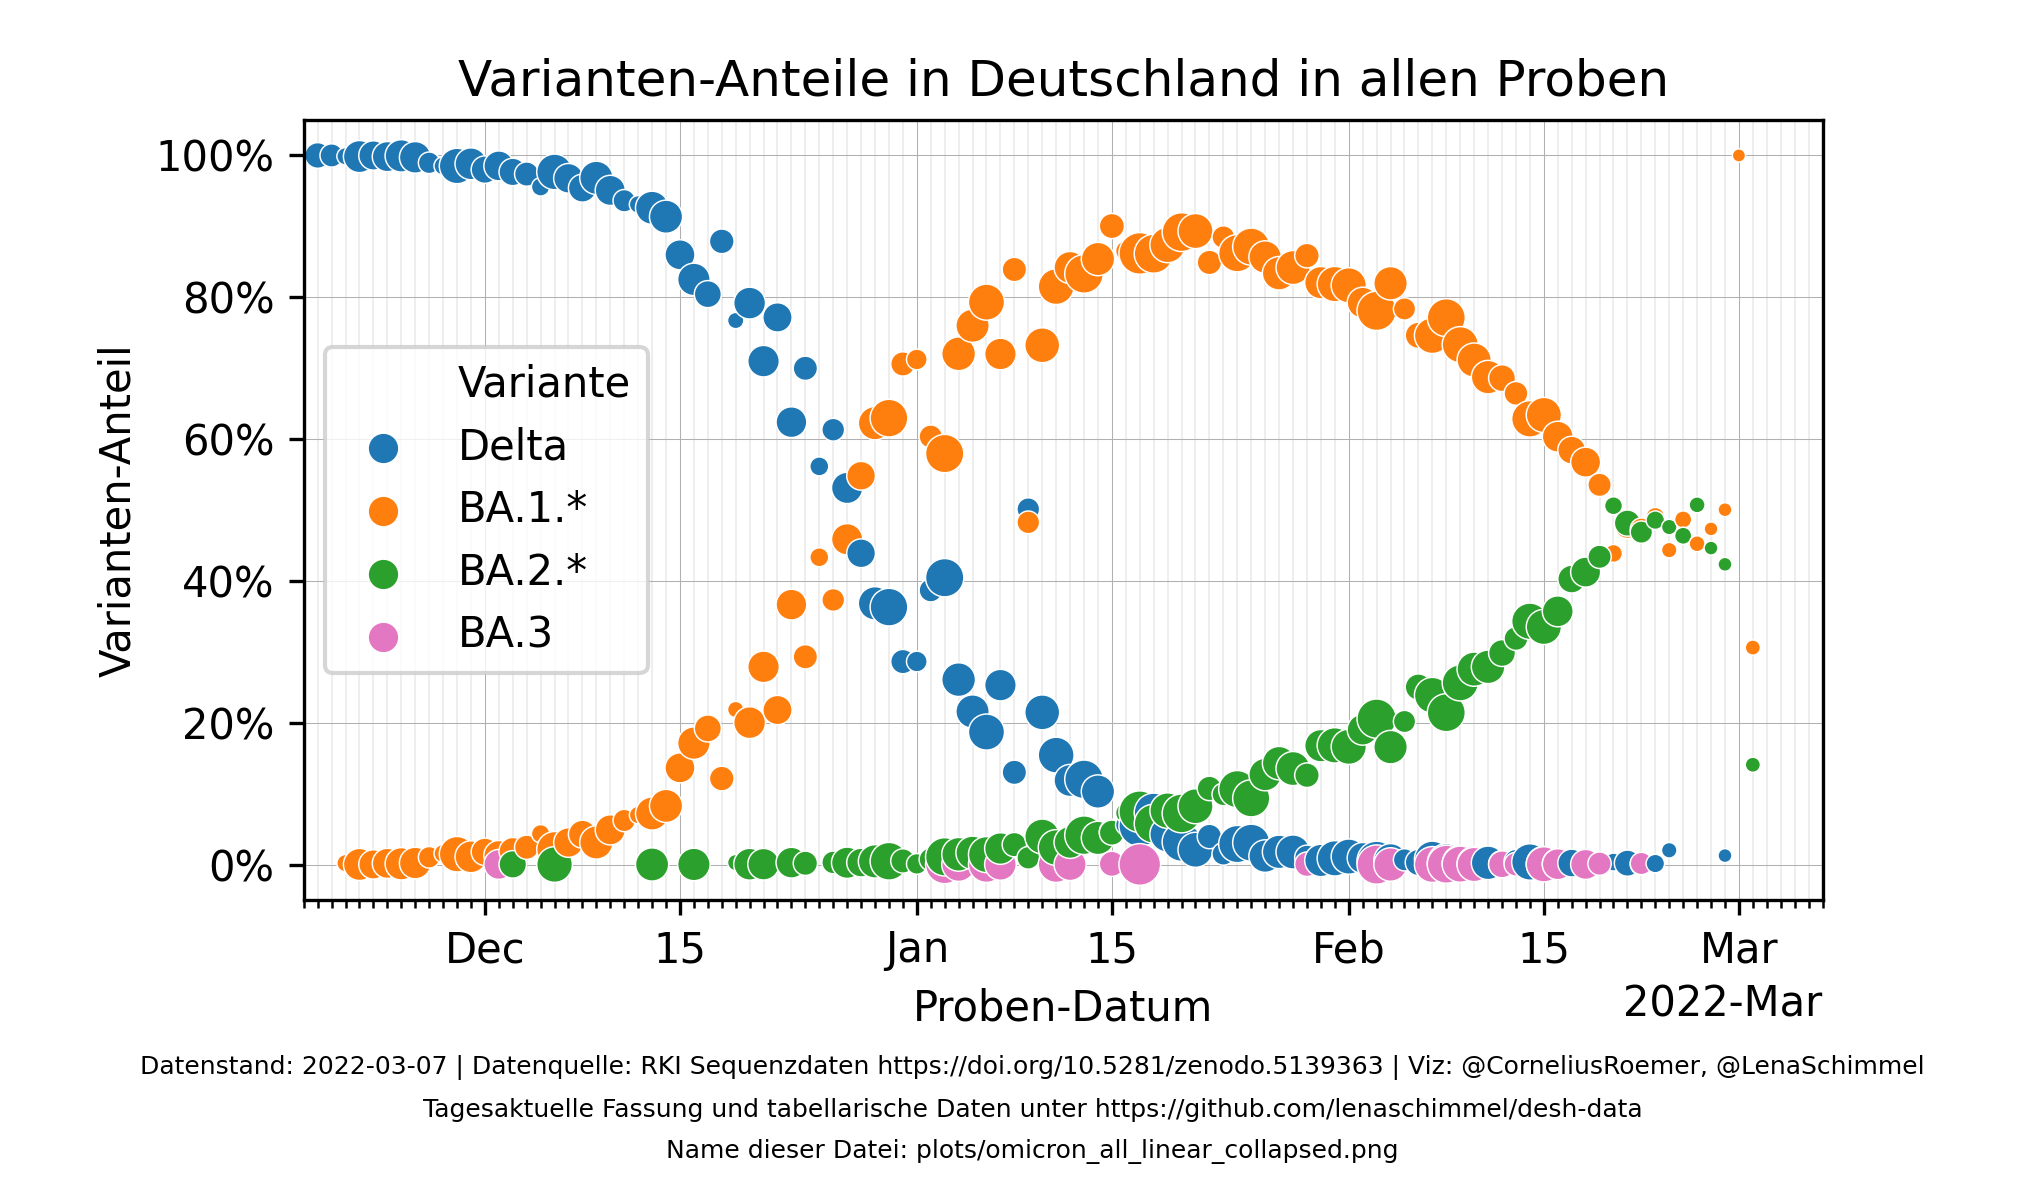 Varianten-Anteile in Deutschland in allen Proben
100%
80%
60%
40%
20%
0%
Varianten-Anteil
Variante
Delta
BA.1.*
BA.2.*
BA.3
Dec 15 Jan 15 Feb 15 Mar
2022-Mar
Proben-Datum
Datenstand: 2022-03-07 | Datenquelle: RKI Sequenzdaten https://doi.org/10.5281/zenodo.5139363 | Viz: @CorneliusRoemer, @LenaSchimmel
Tagesaktuelle Fassung und tabellarische Daten unter https://github.com/lenaschimmel/desh-data
Name dieser Datei: plots/omicron_all_linear_collapsed.png